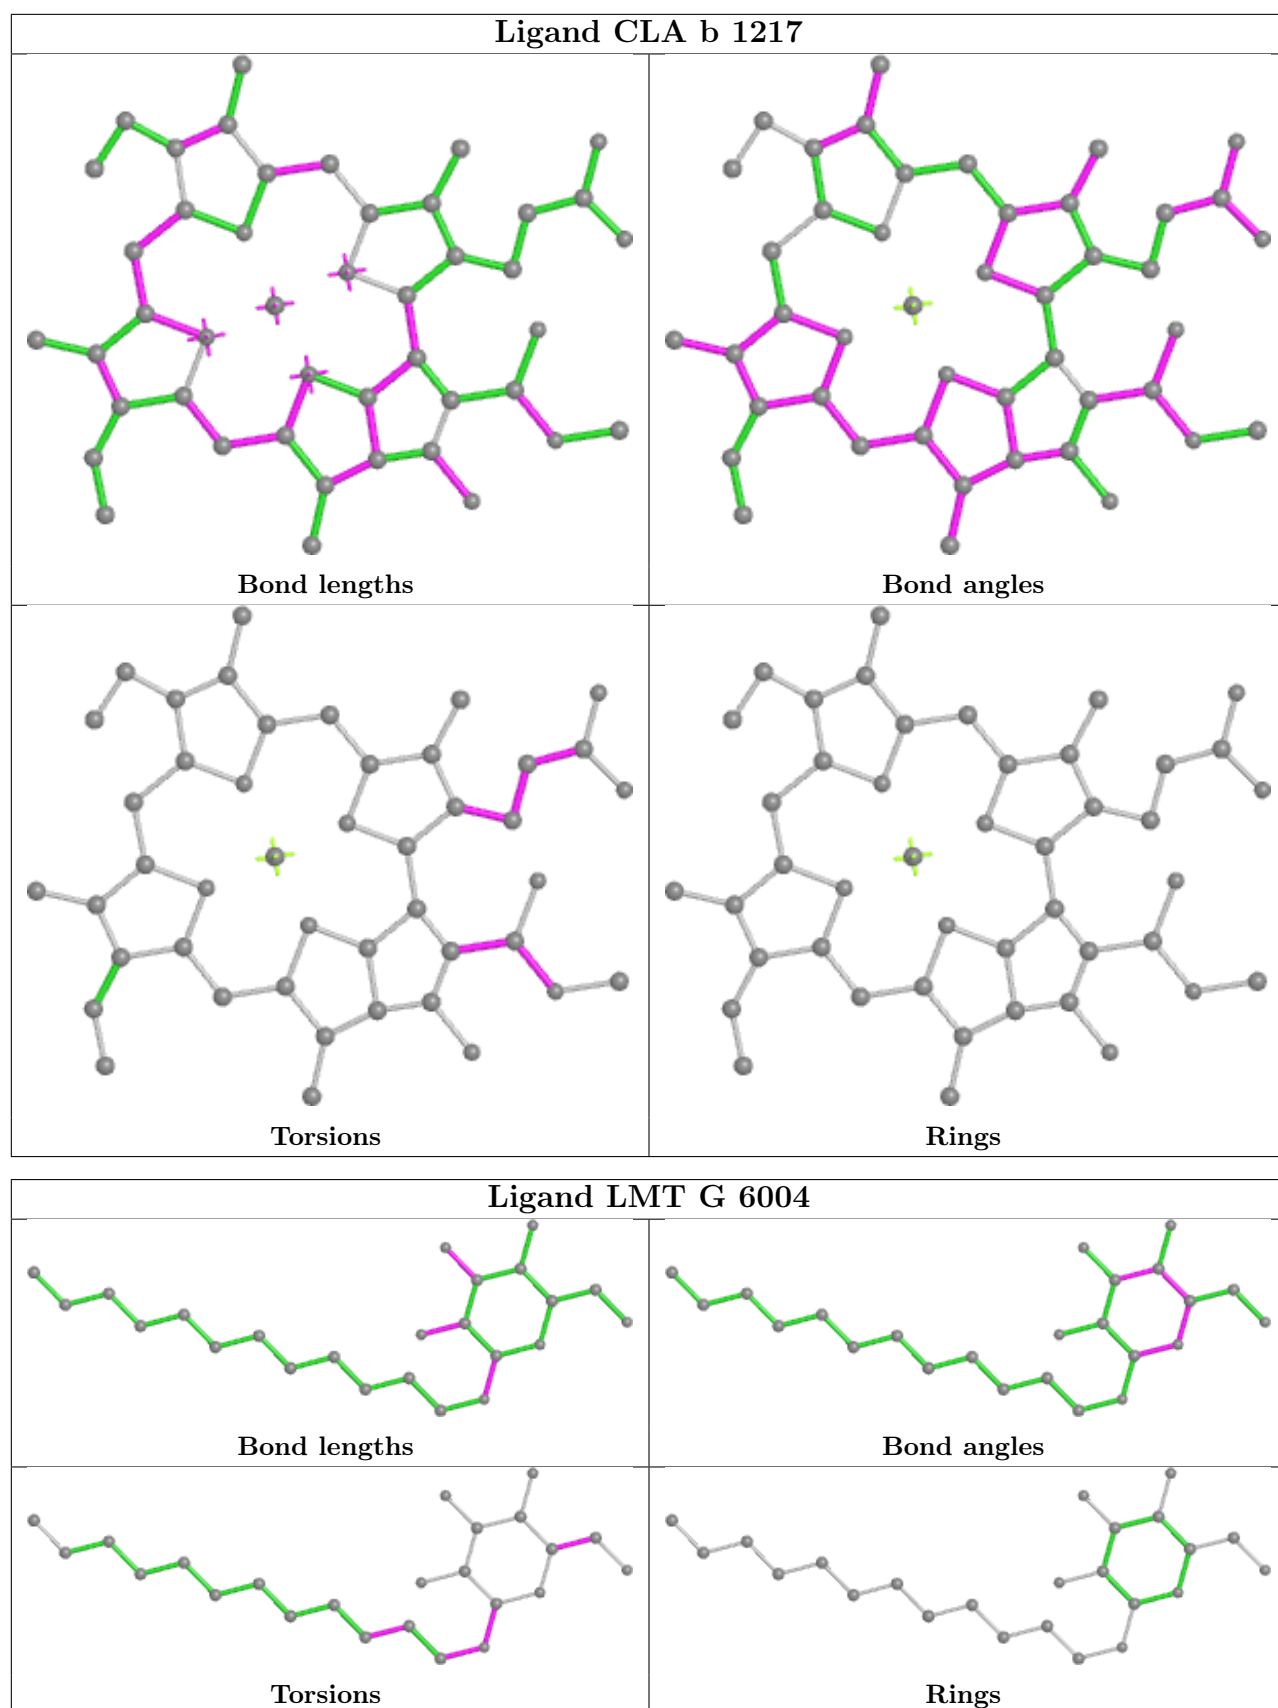 Ligand CLA b 1217
Bond lengths
Bond angles
Torsions
Rings
Ligand LMT G 6004
Bond lengths
Bond angles
Torsions
Rings